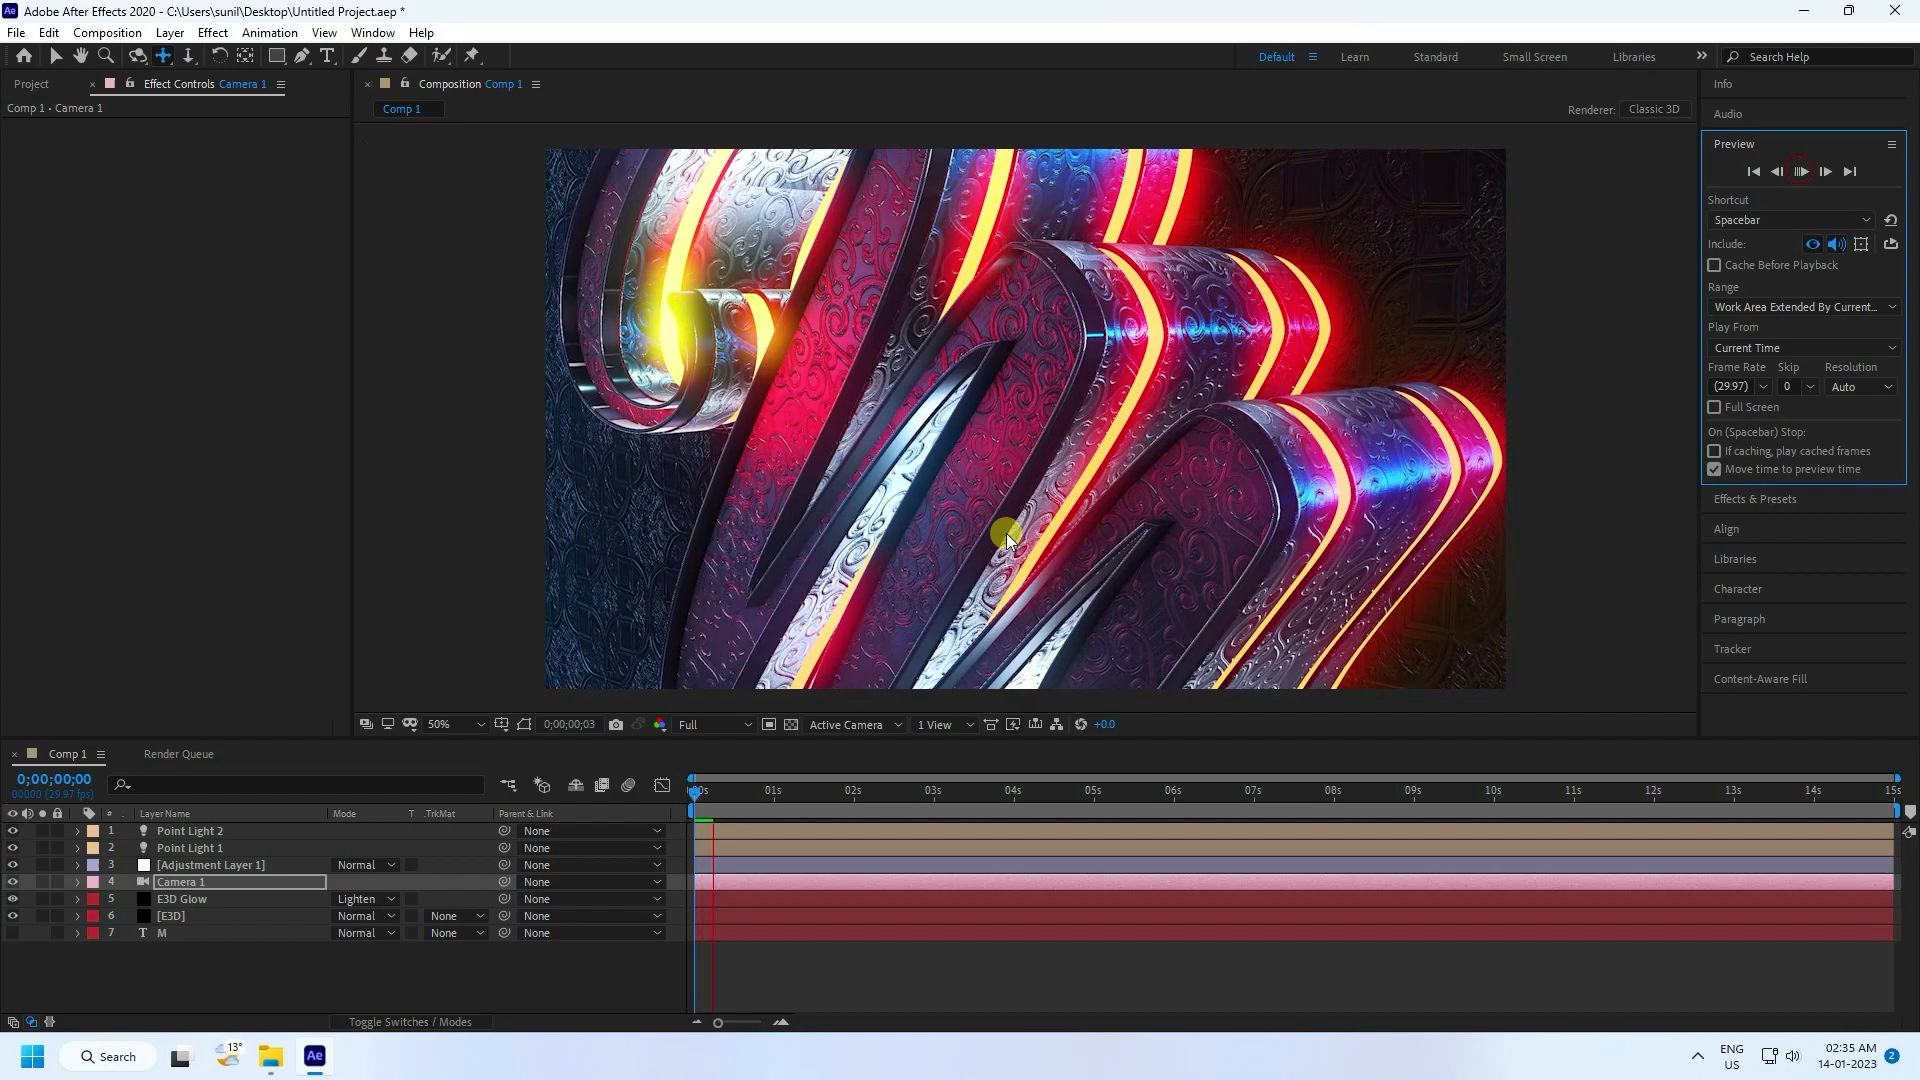 Adobe After Effects 2020 - C:\Users\sunil\Desktop\Untitled Project.aep *
File Edit Composition Layer Effect Animation View Window Help
Default Learn Standard Small Screen Libraries Search Help
Project Effect Controls Camera 1
Comp 1 • Camera 1
Composition Comp 1
Comp 1
Renderer: Classic 3D
Info
Audio
Preview
Shortcut
Spacebar
Include:
Cache Before Playback
Range
Work Area Extended By Current...
Play From
Current Time
Frame Rate Skip Resolution
(29.97) 0 Auto
Full Screen
On (Spacebar) Stop:
If caching, play cached frames
Move time to preview time
Effects & Presets
Align
Libraries
Character
Paragraph
Tracker
Content-Aware Fill
50% 0;00;00;03 Full Active Camera 1 View +0.0
Comp 1 Render Queue
0;00;00;00
00000 (29.97 fps)
:00s 01s 02s 03s 04s 05s 06s 07s 08s 09s 10s 11s 12s 13s 14s 15s
# . Layer Name Mode T .TrkMat Parent & Link
1 Point Light 2 None
2 Point Light 1 None
3 [Adjustment Layer 1] Normal None
4 Camera 1 None
5 E3D Glow Lighten None
6 [E3D] Normal None None
7 T M Normal None None
Toggle Switches / Modes
Search 13° Ae ENG US 02:35 AM 14-01-2023 2